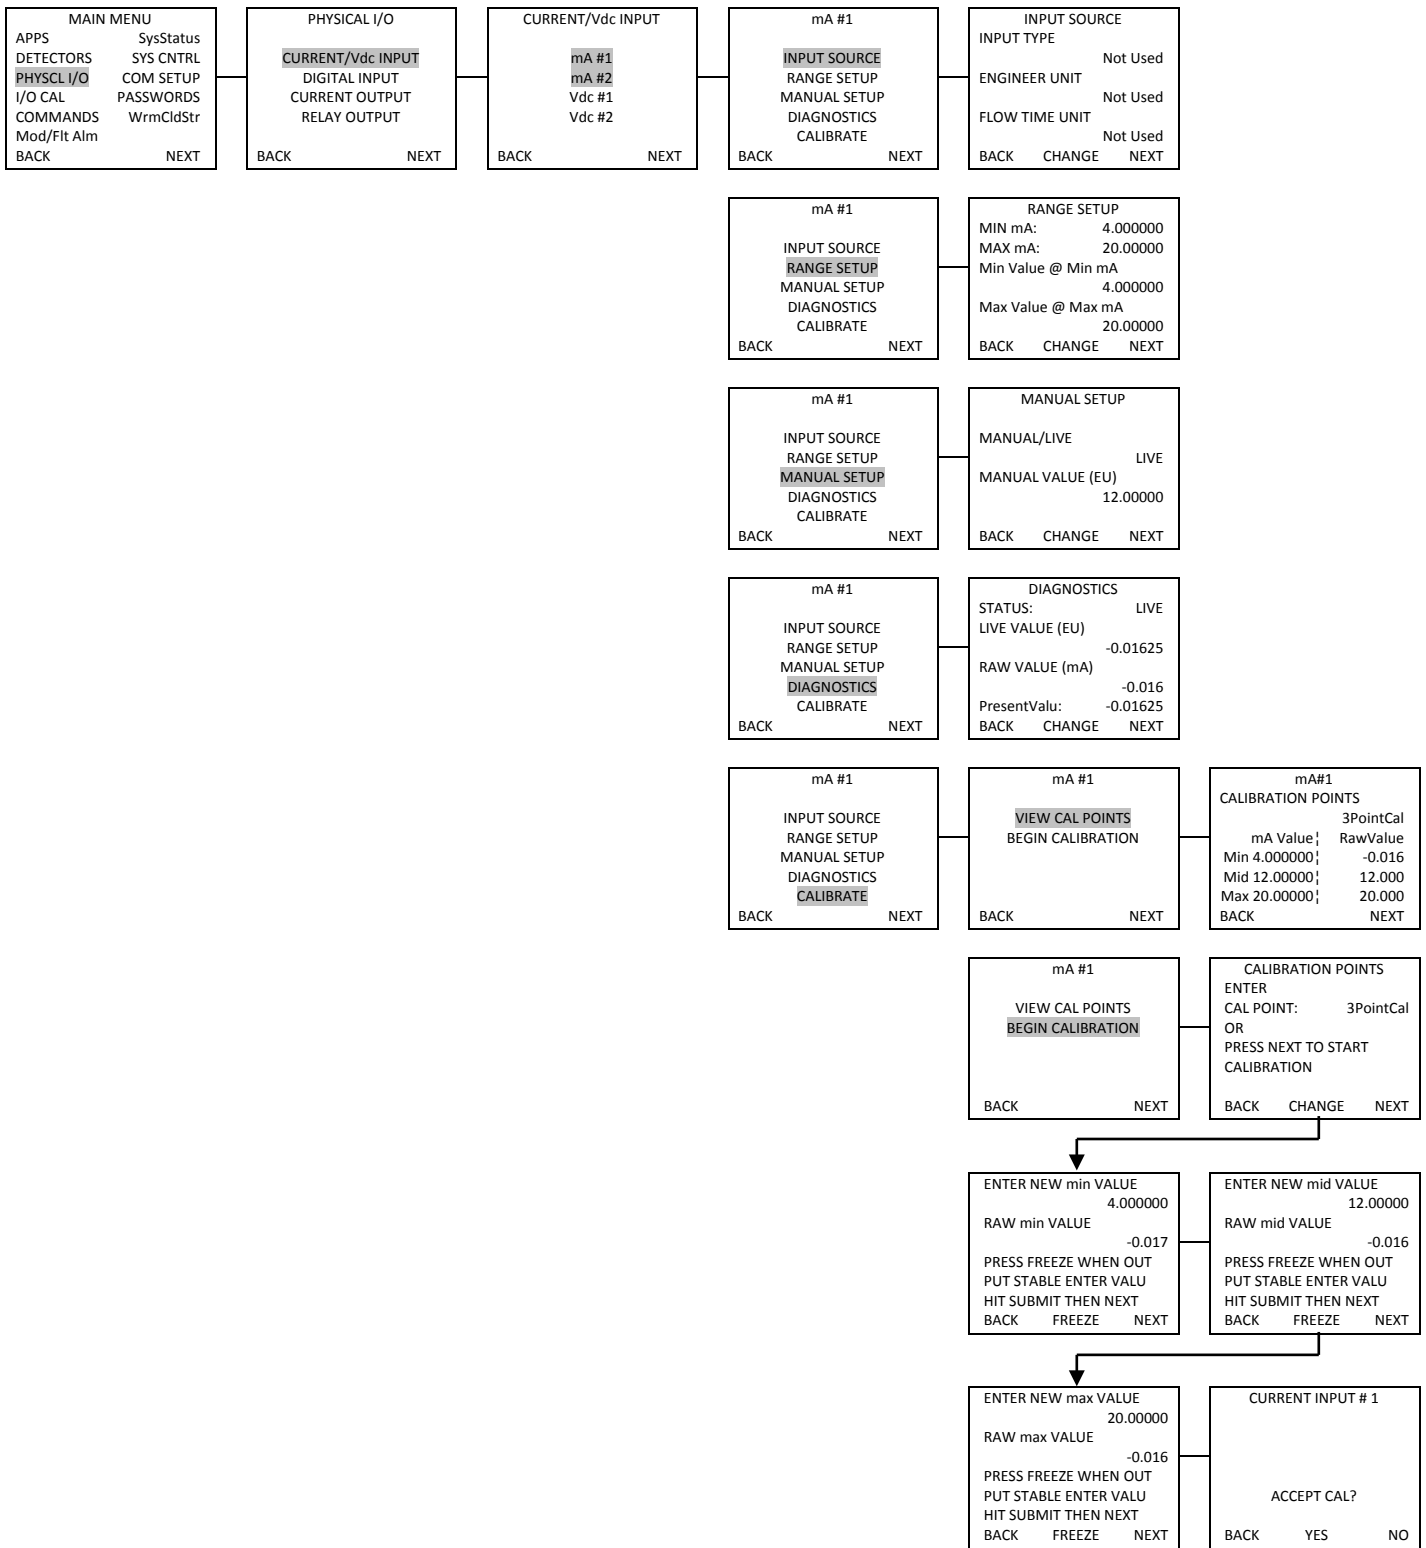 MAIN MENU
APPS SysStatus
DETECTORS SYS CNTRL
PHYSCL I/O COM SETUP
I/O CAL PASSWORDS
COMMANDS WrmCldStr
Mod/Flt Alm
BACK NEXT
PHYSICAL I/O
CURRENT/Vdc INPUT
DIGITAL INPUT
CURRENT OUTPUT
RELAY OUTPUT
BACK NEXT
CURRENT/Vdc INPUT
mA #1
mA #2
Vdc #1
Vdc #2
BACK NEXT
mA #1
INPUT SOURCE
RANGE SETUP
MANUAL SETUP
DIAGNOSTICS
CALIBRATE
BACK NEXT
INPUT SOURCE
INPUT TYPE
Not Used
ENGINEER UNIT
Not Used
FLOW TIME UNIT
Not Used
BACK CHANGE NEXT
mA #1
INPUT SOURCE
RANGE SETUP
MANUAL SETUP
DIAGNOSTICS
CALIBRATE
BACK NEXT
RANGE SETUP
MIN mA: 4.000000
MAX mA: 20.00000
Min Value @ Min mA
4.000000
Max Value @ Max mA
20.00000
BACK CHANGE NEXT
mA #1
INPUT SOURCE
RANGE SETUP
MANUAL SETUP
DIAGNOSTICS
CALIBRATE
BACK NEXT
MANUAL SETUP
MANUAL/LIVE
LIVE
MANUAL VALUE (EU)
12.00000
BACK CHANGE NEXT
mA #1
INPUT SOURCE
RANGE SETUP
MANUAL SETUP
DIAGNOSTICS
CALIBRATE
BACK NEXT
DIAGNOSTICS
STATUS: LIVE
LIVE VALUE (EU)
-0.01625
RAW VALUE (mA)
-0.016
PresentValu: -0.01625
BACK CHANGE NEXT
mA #1
INPUT SOURCE
RANGE SETUP
MANUAL SETUP
DIAGNOSTICS
CALIBRATE
BACK NEXT
mA #1
VIEW CAL POINTS
BEGIN CALIBRATION
BACK NEXT
mA#1
CALIBRATION POINTS
3PointCal
mA Value¦ RawValue
Min 4.000000¦ -0.016
Mid 12.00000¦ 12.000
Max 20.00000¦ 20.000
BACK NEXT
mA #1
VIEW CAL POINTS
BEGIN CALIBRATION
BACK NEXT
CALIBRATION POINTS
ENTER
CAL POINT: 3PointCal
OR
PRESS NEXT TO START
CALIBRATION
BACK CHANGE NEXT
ENTER NEW min VALUE
4.000000
RAW min VALUE
-0.017
PRESS FREEZE WHEN OUT
PUT STABLE ENTER VALU
HIT SUBMIT THEN NEXT
BACK FREEZE NEXT
ENTER NEW mid VALUE
12.00000
RAW mid VALUE
-0.016
PRESS FREEZE WHEN OUT
PUT STABLE ENTER VALU
HIT SUBMIT THEN NEXT
BACK FREEZE NEXT
ENTER NEW max VALUE
20.00000
RAW max VALUE
-0.016
PRESS FREEZE WHEN OUT
PUT STABLE ENTER VALU
HIT SUBMIT THEN NEXT
BACK FREEZE NEXT
CURRENT INPUT # 1
ACCEPT CAL?
BACK YES NO